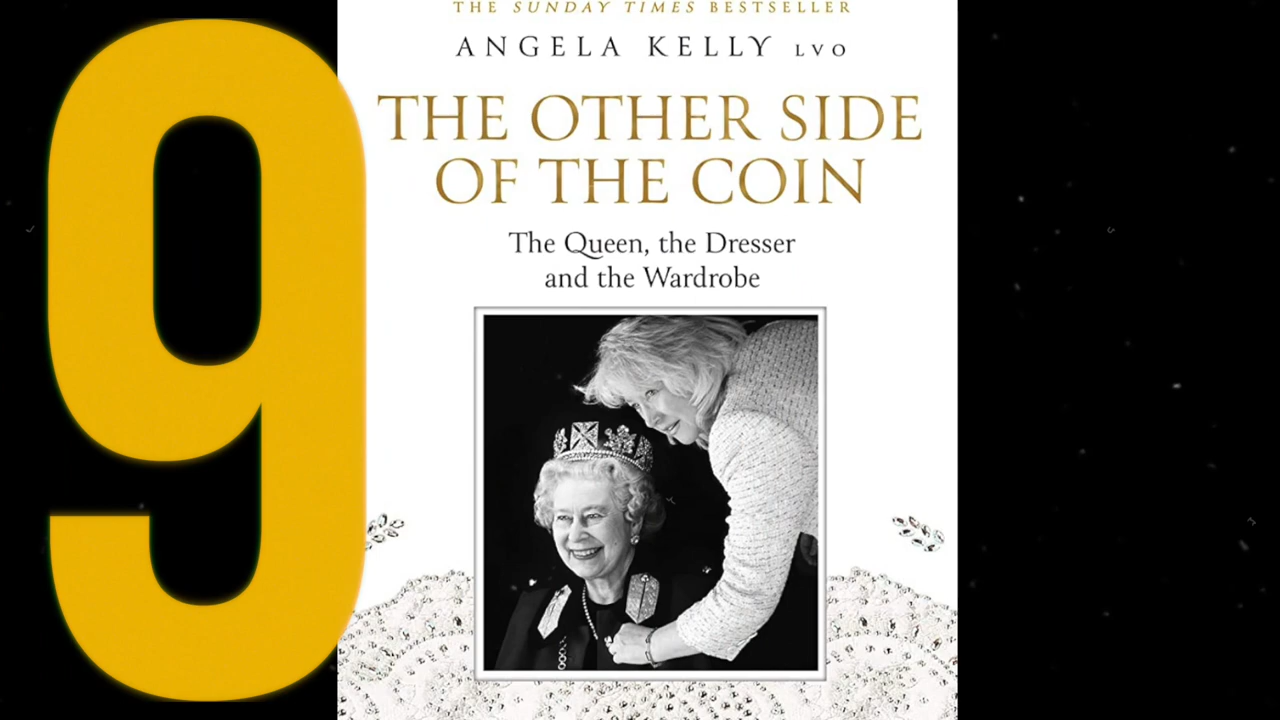 9
THE SUNDAY TIMES BESTSELLER
ANGELA KELLY LVO
THE OTHER SIDE
OF THE COIN
The Queen, the Dresser
and the Wardrobe